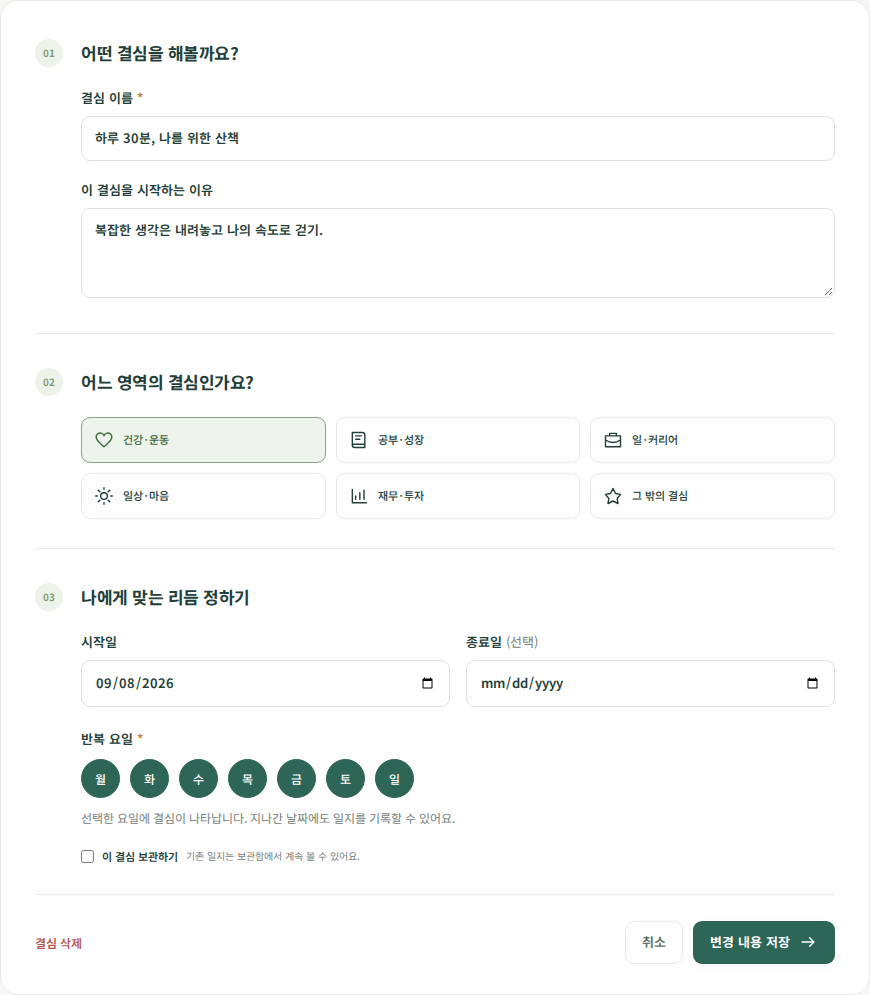 01 어떤 결심을 해볼까요?
결심 이름 *
하루 30분, 나를 위한 산책
이 결심을 시작하는 이유
복잡한 생각은 내려놓고 나의 속도로 걷기.
02 어느 영역의 결심인가요?
건강·운동 공부·성장 일·커리어
일상·마음 재무·투자 그 밖의 결심
03 나에게 맞는 리듬 정하기
시작일 종료일 (선택)
09/08/2026 mm/dd/yyyy
반복 요일 *
월 화 수 목 금 토 일
선택한 요일에 결심이 나타납니다. 지나간 날짜에도 일지를 기록할 수 있어요.
이 결심 보관하기 기존 일지는 보관함에서 계속 볼 수 있어요.
결심 삭제 취소 변경 내용 저장 →